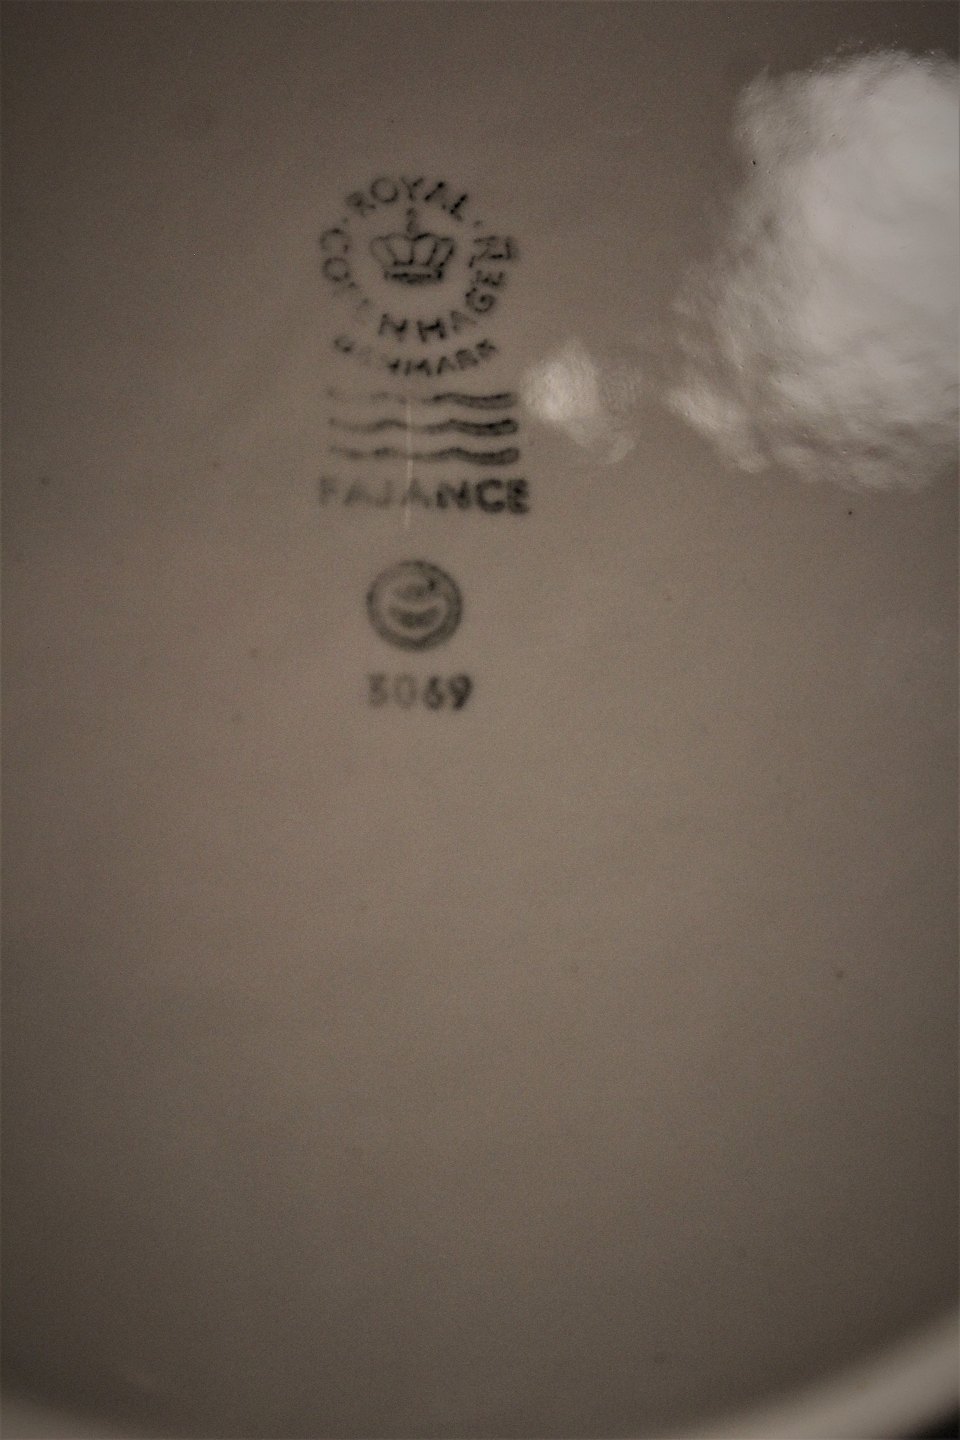 ROYAL
COPENHAGEN
DENMARK
FAJANCE
3069